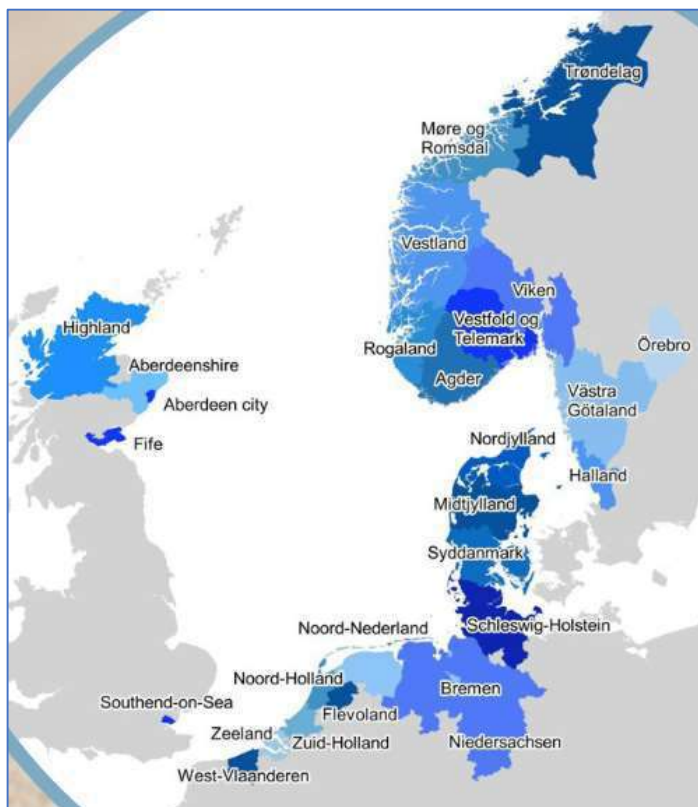 Trøndelag
Møre og
Romsdal
Vestland
Viken
Highland
Vestfold og
Telemark
Örebro
Rogaland
Aberdeenshire
Agder
Aberdeen city
Västra
Götaland
Fife
Nordjylland
Halland
Midtjylland
Syddanmark
Noord-Nederland
Schleswig-Holstein
Noord-Holland
Bremen
Southend-on-Sea
Flevoland
Zeeland
Zuid-Holland
Niedersachsen
West-Vlaanderen